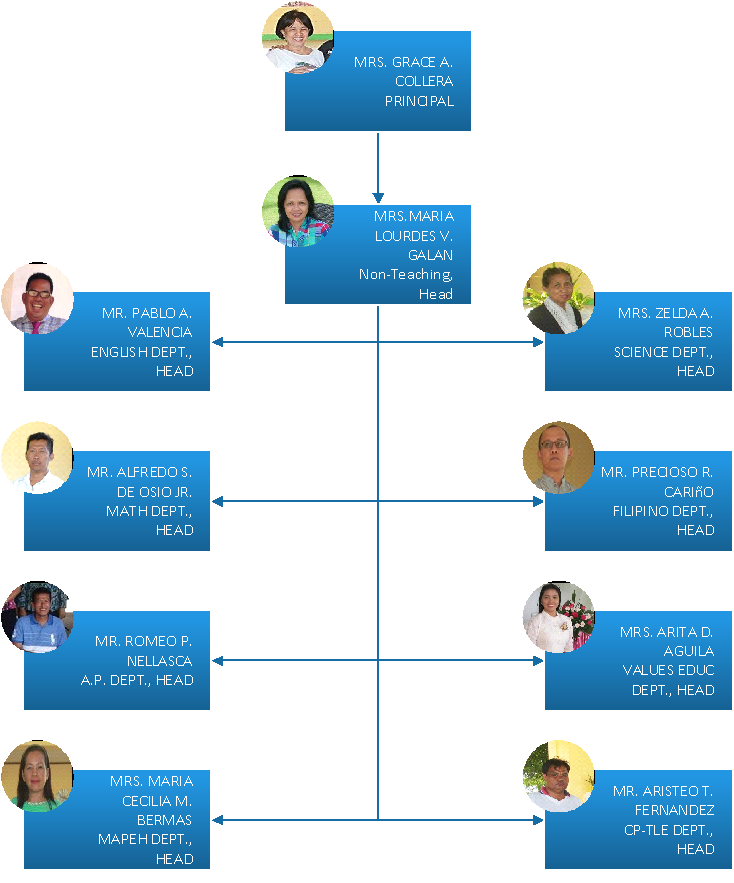 MRS. GRACE A.
COLLERA
PRINCIPAL
MRS. MARIA
LOURDES V.
GALAN
Non-Teaching,
Head
MR. PABLO A.
VALENCIA
ENGLISH DEPT.,
HEAD
MRS. ZELDA A.
ROBLES
SCIENCE DEPT.,
HEAD
MR. ALFREDO S.
DE OSIO JR.
MATH DEPT.,
HEAD
MR. PRECIOSO R.
CARIñO
FILIPINO DEPT.,
HEAD
MR. ROMEO P.
NELLASCA
A.P. DEPT., HEAD
MRS. ARITA D.
AGUILA
VALUES EDUC
DEPT., HEAD
MRS. MARIA
CECILIA M.
BERMAS
MAPEH DEPT.,
HEAD
MR. ARISTEO T.
FERNANDEZ
CP-TLE DEPT.,
HEAD